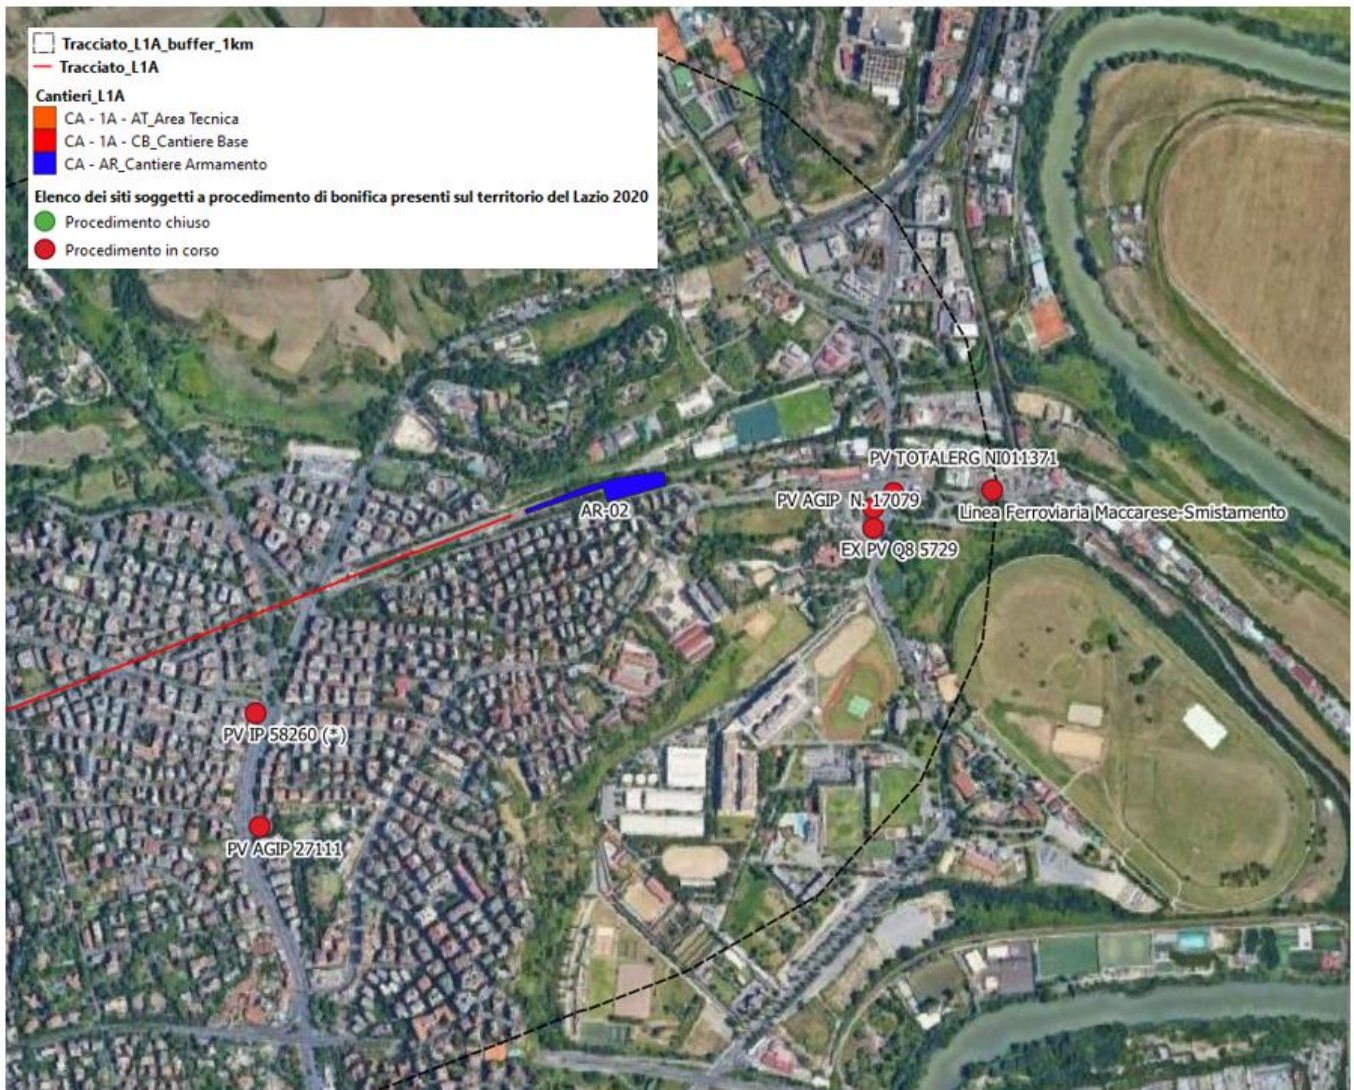 Tracciato_L1A_buffer_1km
Tracciato_L1A
Cantieri_L1A
CA - 1A - AT_Area Tecnica
CA - 1A - CB_Cantiere Base
CA - AR_Cantiere Armamento
Elenco dei siti soggetti a procedimento di bonifica presenti sul territorio del Lazio 2020
Procedimento chiuso
Procedimento in corso
PV TOTALERG NI011371
PV AGIP N. 17079
AR-02
Linea Ferroviaria Maccarese-Smistamento
EX PV Q8 5729
PV IP 58260 (*)
PV AGIP 27111